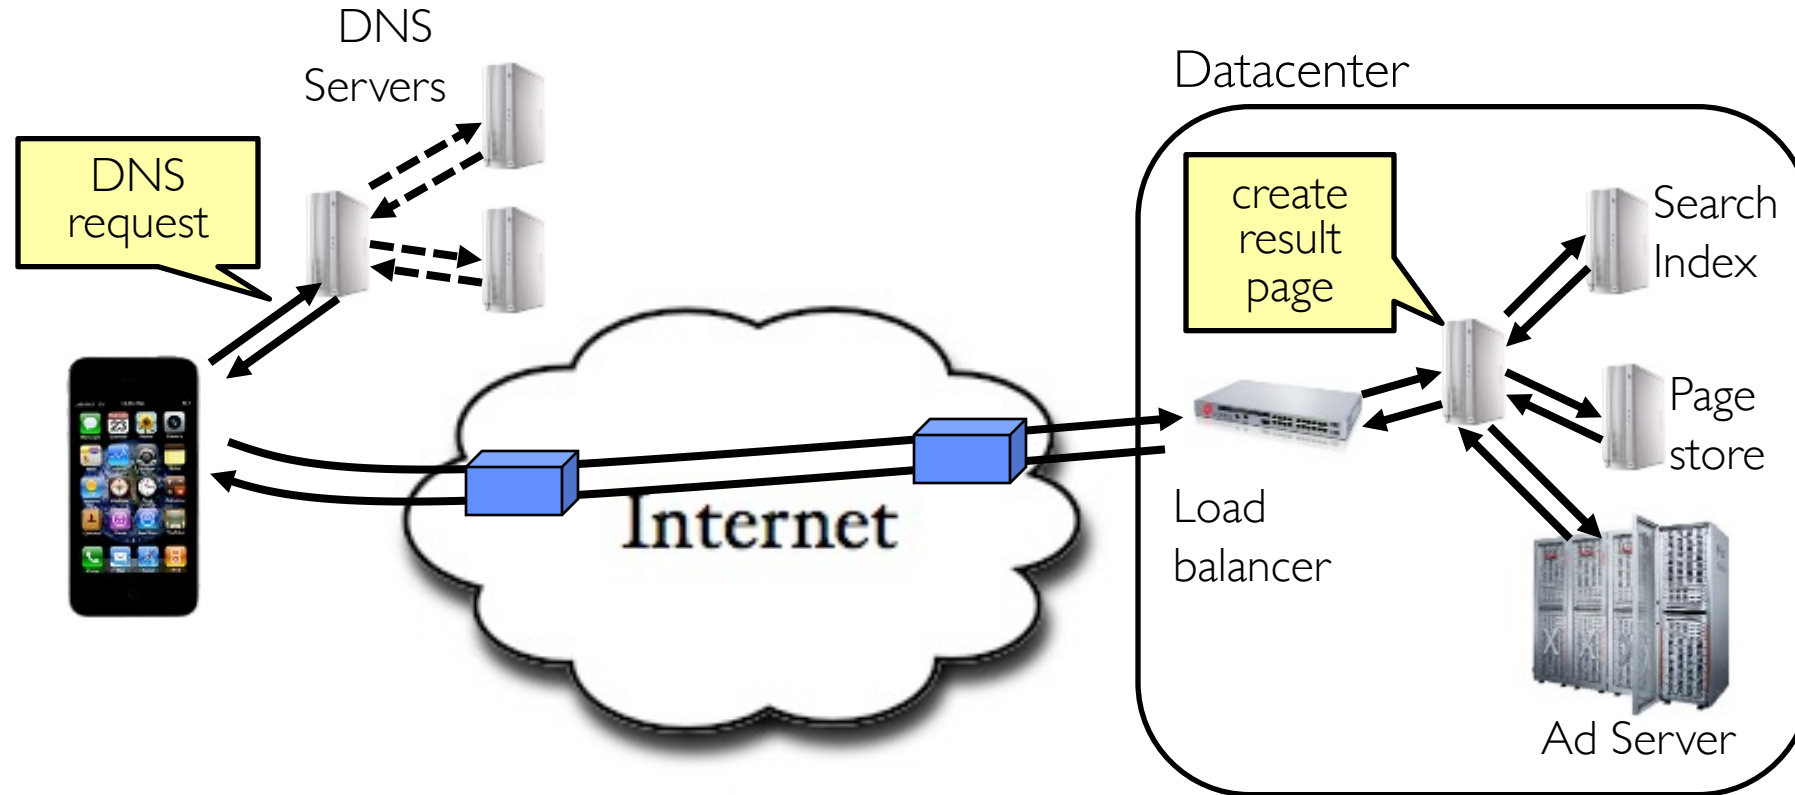 DNS
Servers
DNS
request
Internet
Datacenter
create
result
page
Search
Index
Page
store
Load
balancer
Ad Server